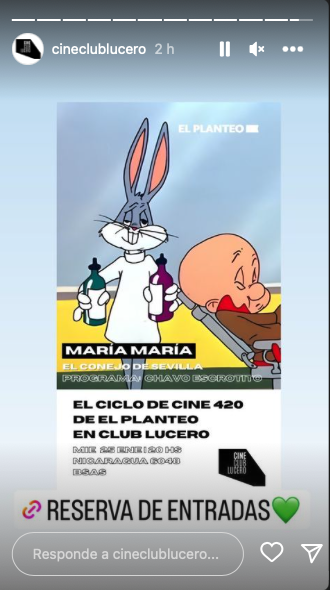 cineclublucero 2 h
EL PLANTEO
MARÍA MARÍA
EL CONEJO DE SEVILLA
PROGRAMA: CHAVO ESCROTITO
EL CICLO DE CINE 420
DE EL PLANTEO
EN CLUB LUCERO
MIE 25 ENE | 20 HS
NICARAGUA 6048
BSAS
CINE
CLUB
LUCERO
RESERVA DE ENTRADAS
Responde a cineclublucero...